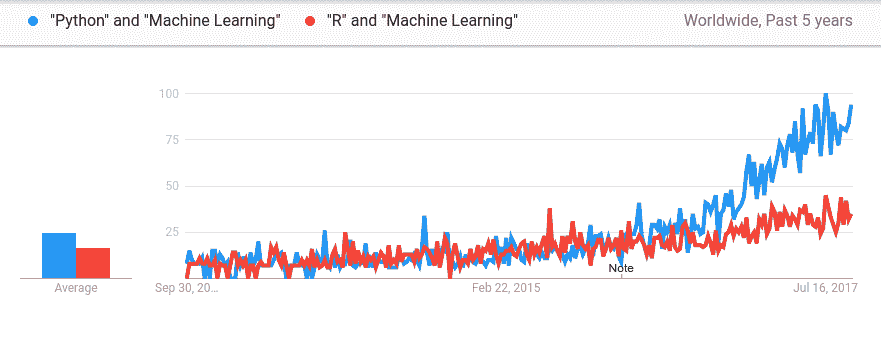 "Python" and "Machine Learning" "R" and "Machine Learning" Worldwide, Past 5 years
100
75
50
25
Note
Average Sep 30, 20... Feb 22, 2015 Jul 16, 2017